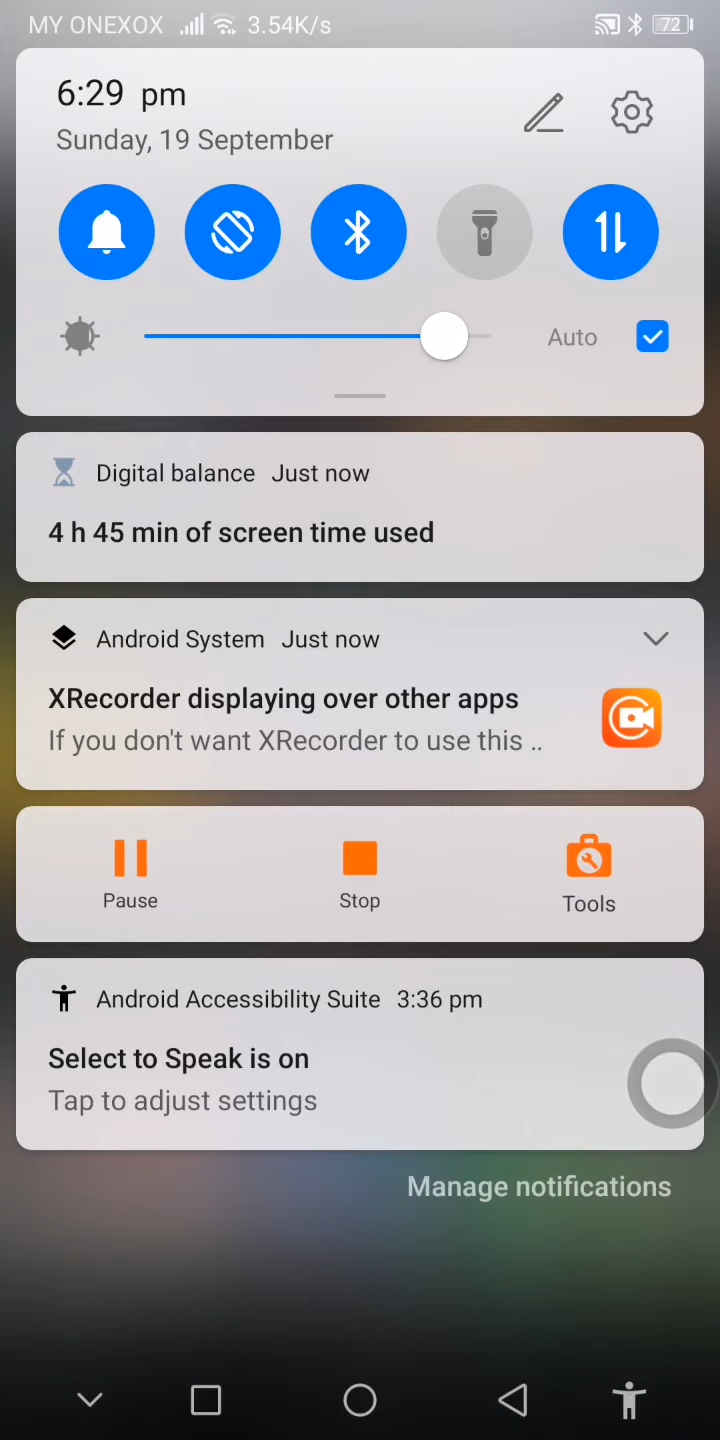 MY ONEXOX 3.54K/s 72
6:29 pm
Sunday, 19 September
Auto
Digital balance Just now
4 h 45 min of screen time used
Android System Just now
XRecorder displaying over other apps
If you don't want XRecorder to use this ..
Pause Stop Tools
Android Accessibility Suite 3:36 pm
Select to Speak is on
Tap to adjust settings
Manage notifications